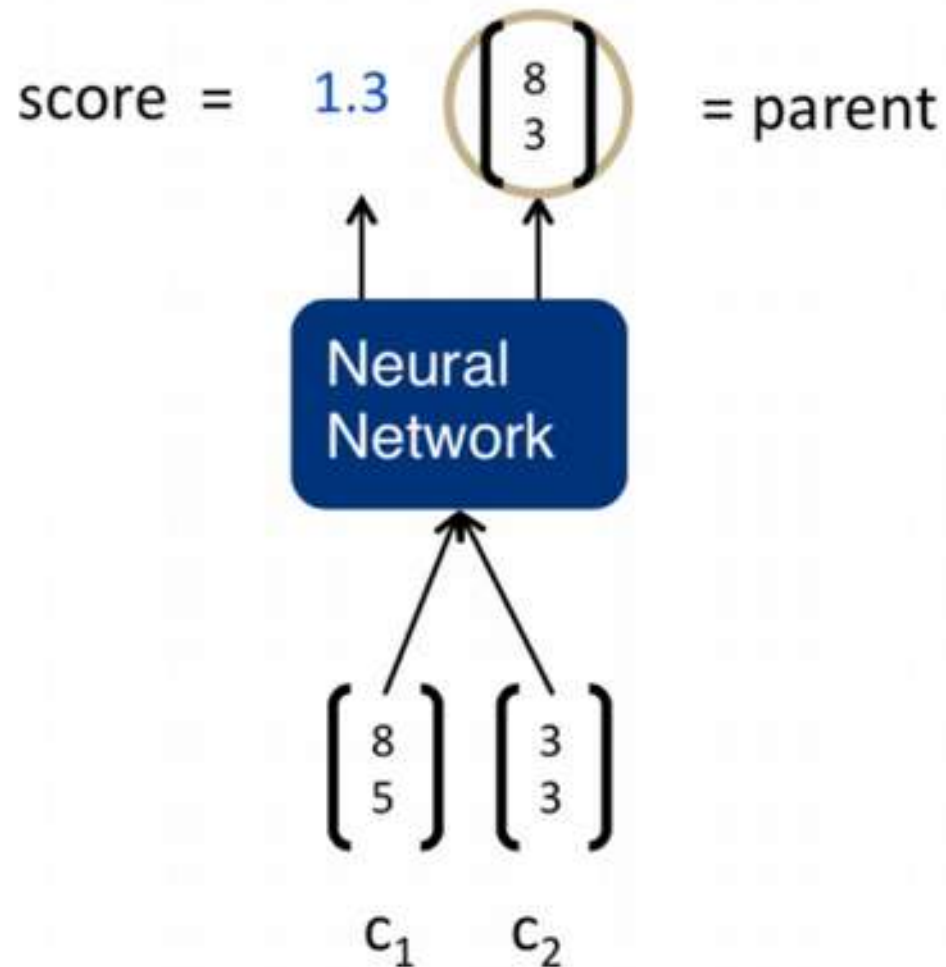 score = 1.3 8 = parent
3
Neural
Network
8 3
5 3
c₁ c₂